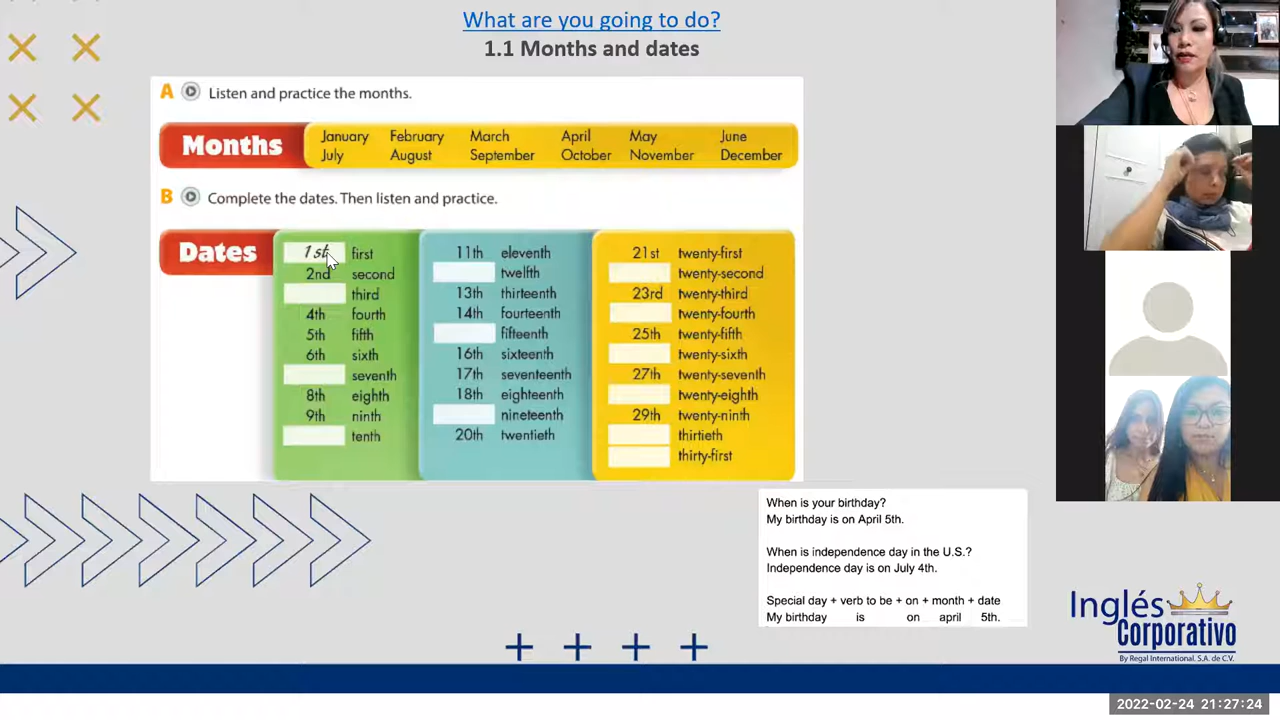 What are you going to do?
1.1 Months and dates
A Listen and practice the months.
Months
January February March April May June
July August September October November December
B Complete the dates. Then listen and practice.
Dates
1st first
2nd second
third
4th fourth
5th fifth
6th sixth
seventh
8th eighth
9th ninth
tenth
11th eleventh
twelfth
13th thirteenth
14th fourteenth
fifteenth
16th sixteenth
17th seventeenth
18th eighteenth
nineteenth
20th twentieth
21st twenty-first
twenty-second
23rd twenty-third
twenty-fourth
25th twenty-fifth
twenty-sixth
27th twenty-seventh
twenty-eighth
29th twenty-ninth
thirtieth
thirty-first
When is your birthday?
My birthday is on April 5th.
When is independence day in the U.S.?
Independence day is on July 4th.
Special day + verb to be + on + month + date
My birthday is on april 5th.
Inglés
Corporativo
By Regal International. S.A. de C.V.
2022-02-24 21:27:24